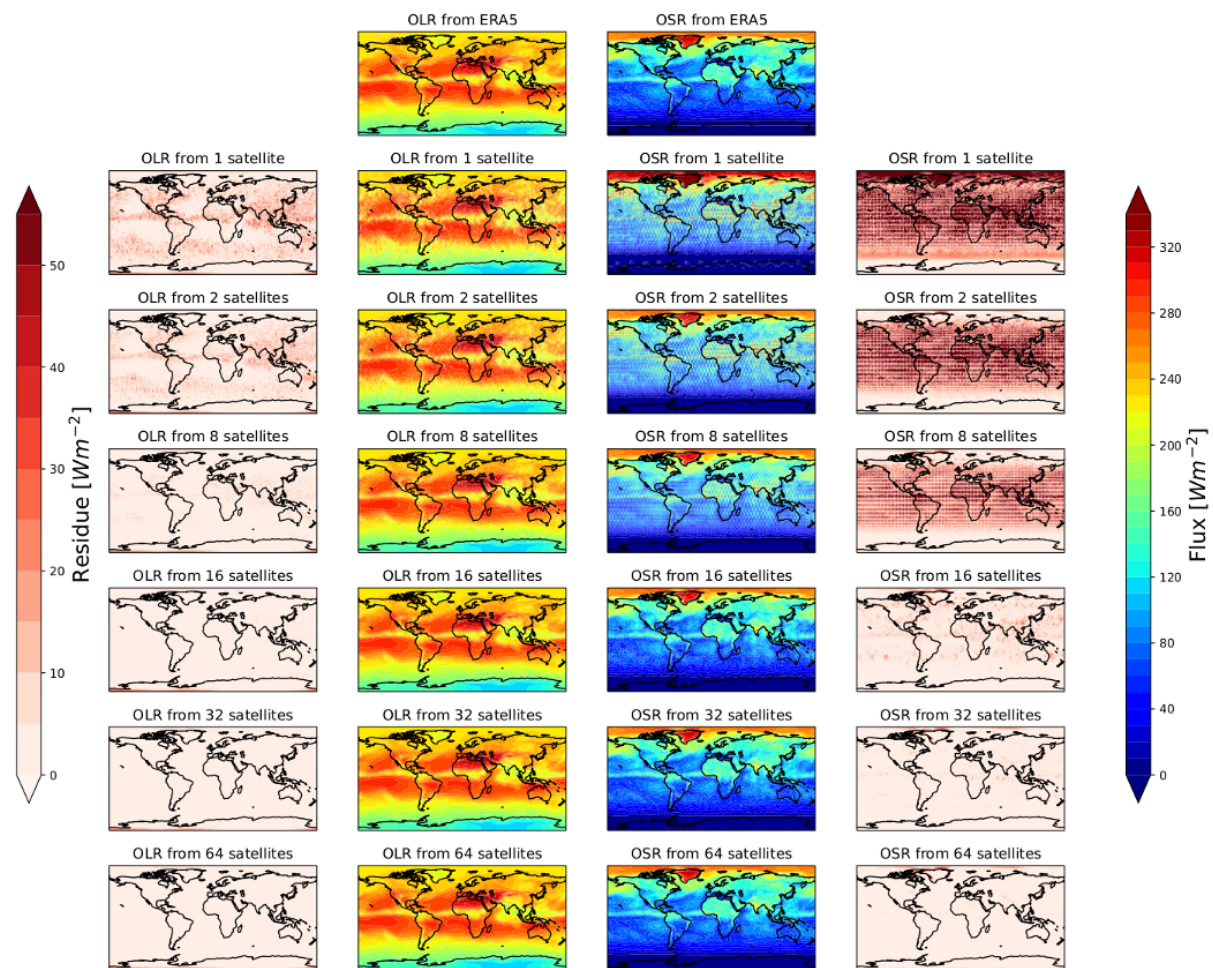 OLR from ERA5
OSR from ERA5
OLR from 1 satellite
OLR from 1 satellite
OSR from 1 satellite
OSR from 1 satellite
OLR from 2 satellites
OLR from 2 satellites
OSR from 2 satellites
OSR from 2 satellites
OLR from 8 satellites
OLR from 8 satellites
OSR from 8 satellites
OSR from 8 satellites
OLR from 16 satellites
OLR from 16 satellites
OSR from 16 satellites
OSR from 16 satellites
OLR from 32 satellites
OLR from 32 satellites
OSR from 32 satellites
OSR from 32 satellites
OLR from 64 satellites
OLR from 64 satellites
OSR from 64 satellites
OSR from 64 satellites
50
40
30
20
10
0
Residue [Wm⁻²]
320
280
240
200
160
120
80
40
0
Flux [Wm⁻²]